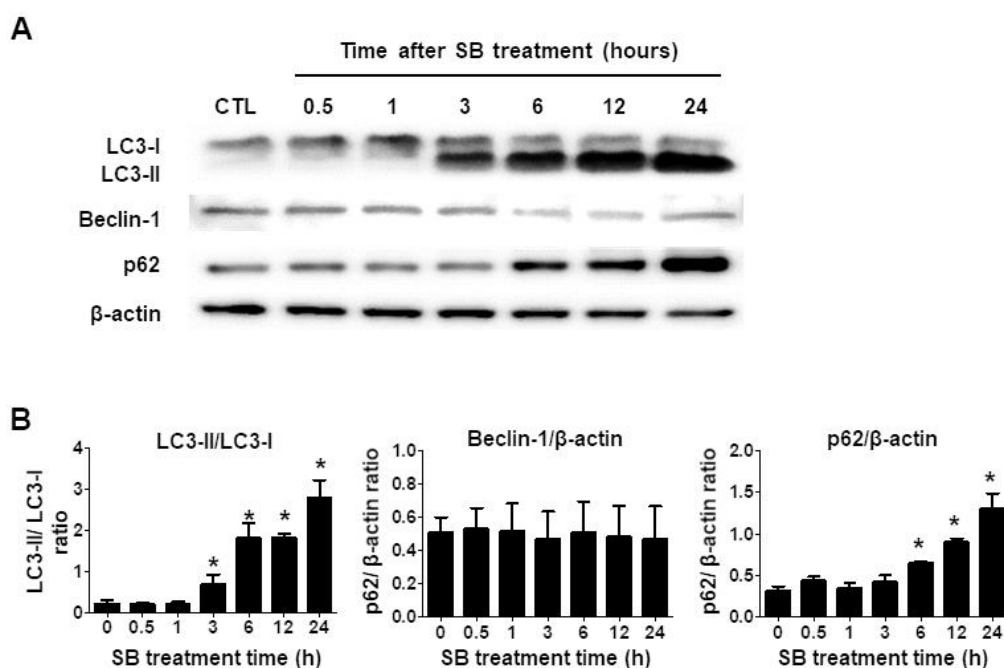 A
Time after SB treatment (hours)
CTL 0.5 1 3 6 12 24
LC3-I
LC3-II
Beclin-1
p62
β-actin
B
LC3-II/LC3-I
LC3-II/ LC3-I
ratio
4
3
2
1
0
* * * *
0 0.5 1 3 6 12 24
SB treatment time (h)
Beclin-1/β-actin
p62/ β-actin ratio
1.0
0.8
0.6
0.4
0.2
0.0
0 0.5 1 3 6 12 24
SB treatment time (h)
p62/β-actin
p62/ β-actin ratio
2.0
1.5
1.0
0.5
0.0
* * *
0 0.5 1 3 6 12 24
SB treatment time (h)